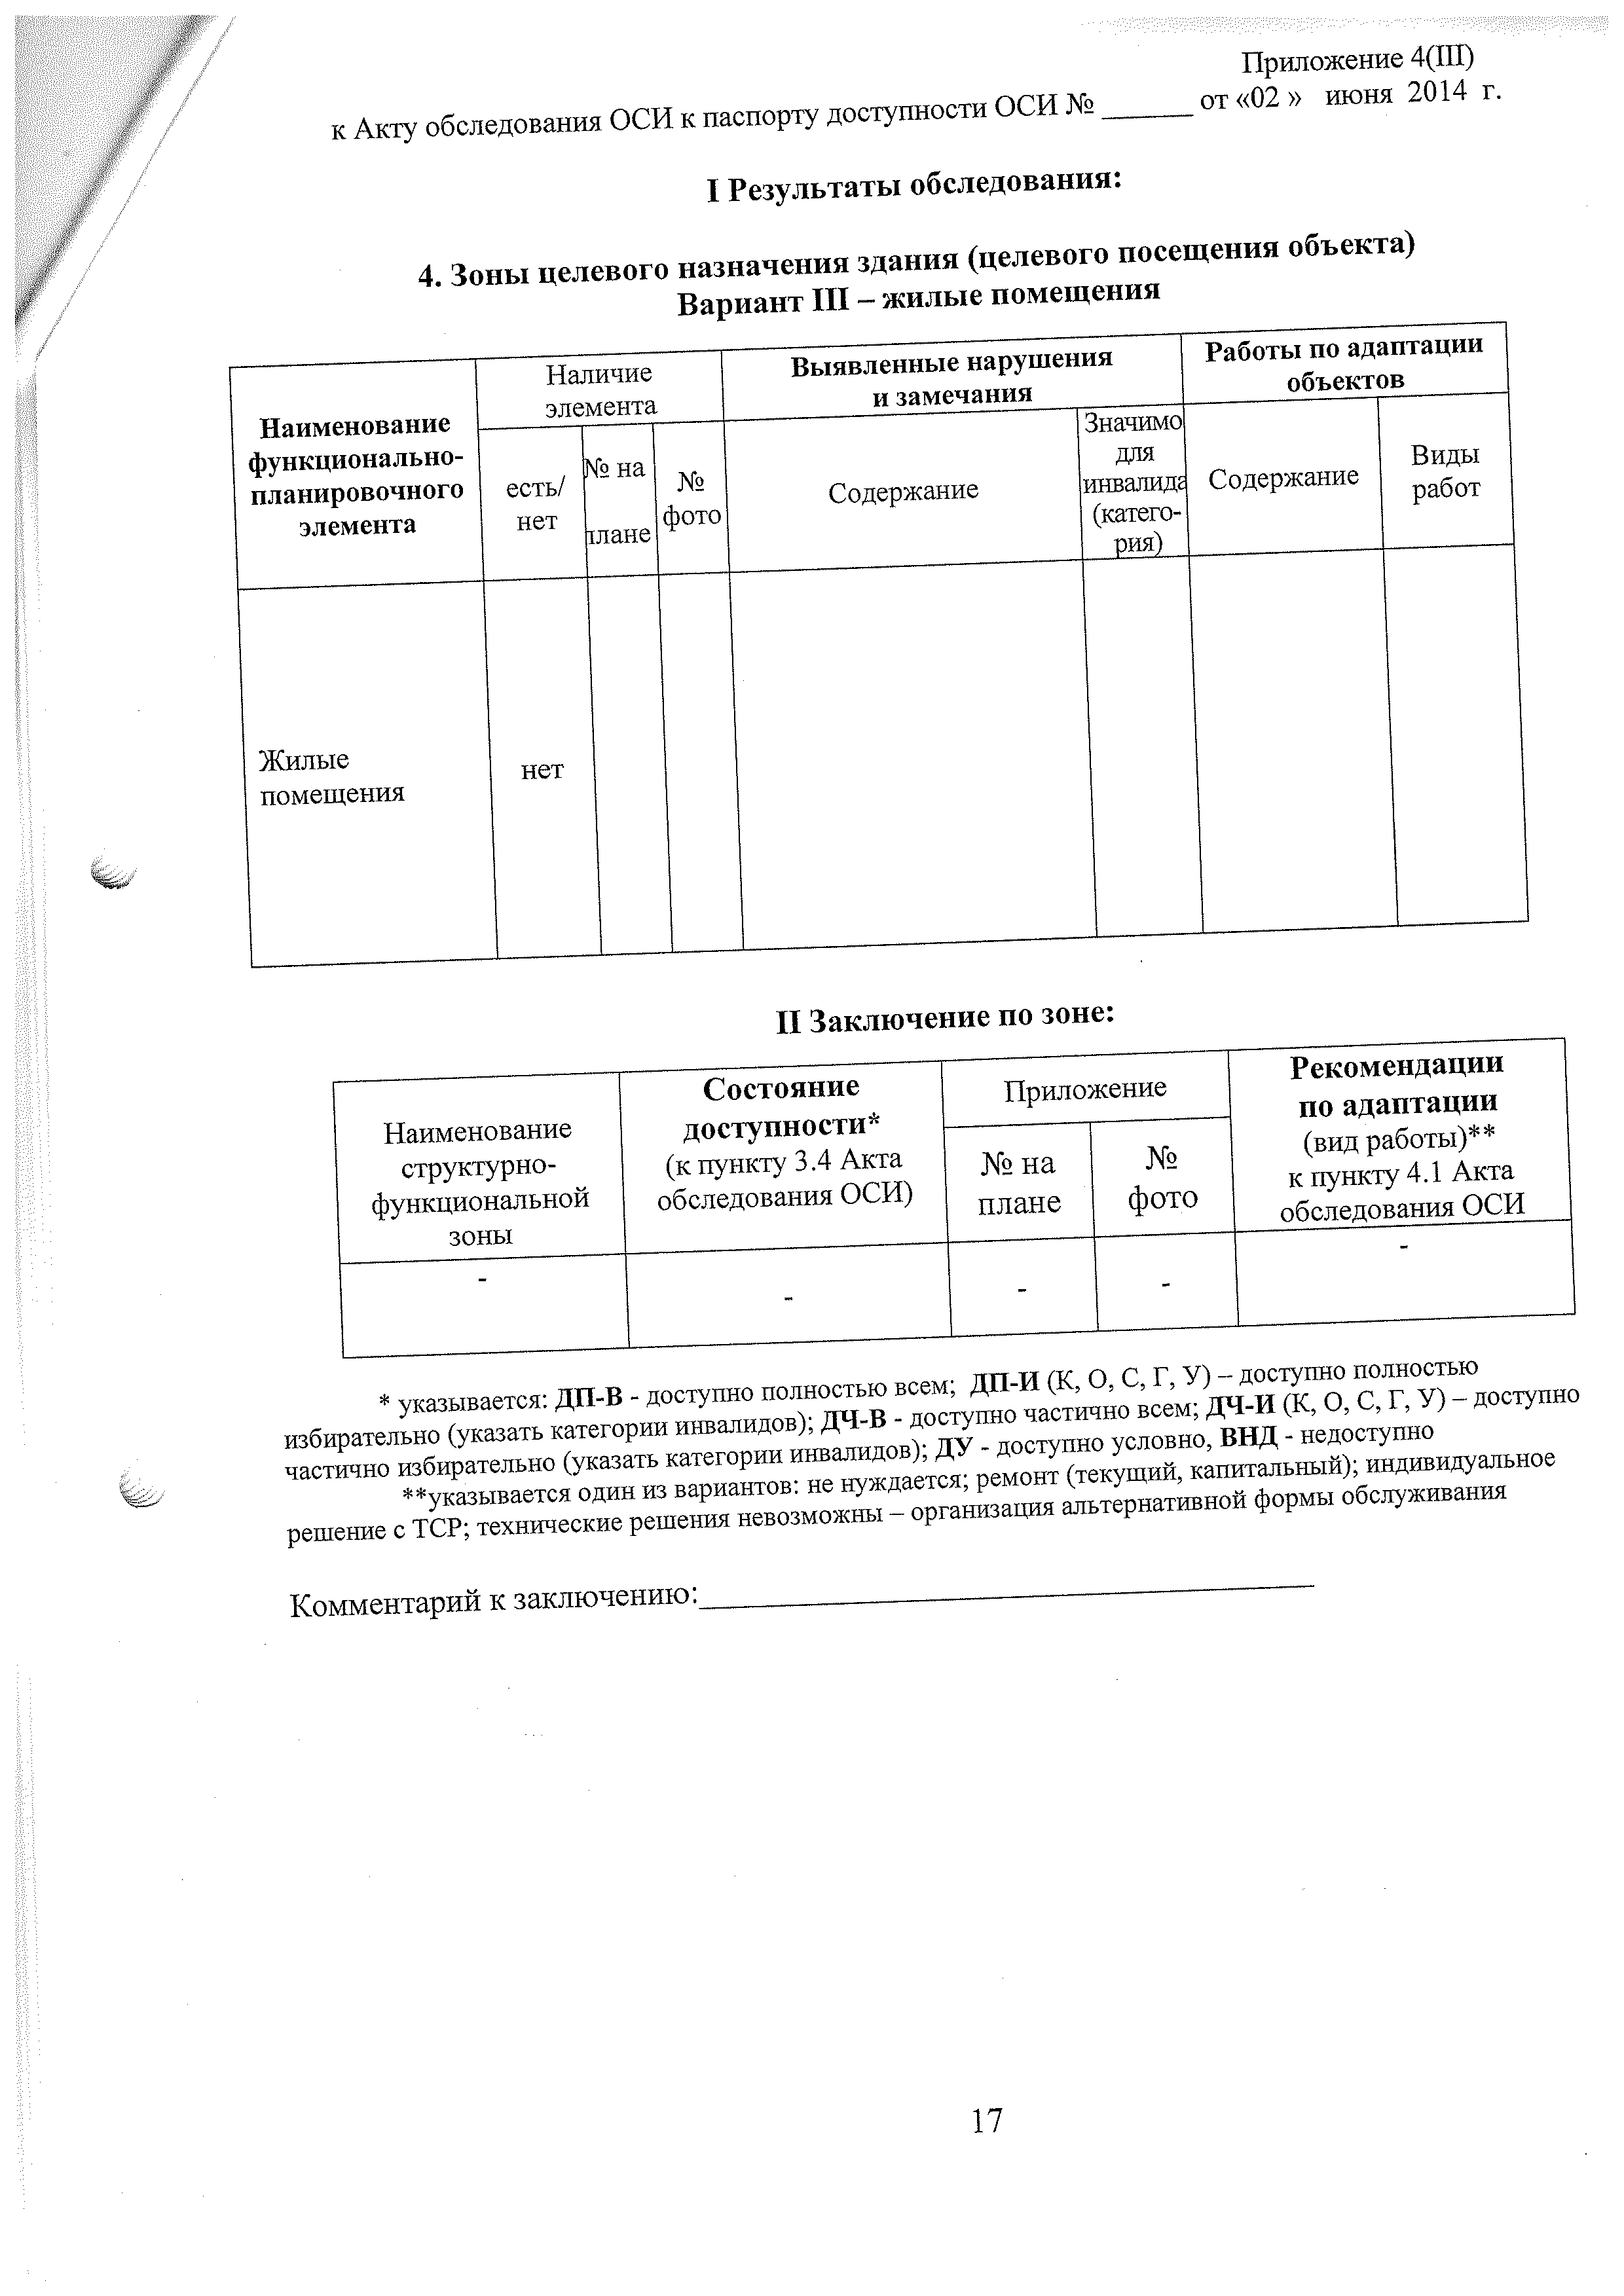 Приложение 4(III)
к Акту обследования ОСИ к паспорту доступности ОСИ № ______ от «02 » июня 2014 г.
I Результаты обследования:
4. Зоны целевого назначения здания (целевого посещения объекта)
Вариант III – жилые помещения
Наименование
функционально-
планировочного
элемента
Наличие
элемента
Выявленные нарушения
и замечания
Работы по адаптации
объектов
есть/
нет
№ на
плане
№
фото
Содержание
Значимо
для
инвалида
(катего-
рия)
Содержание
Виды
работ
Жилые
помещения
нет
II Заключение по зоне:
Наименование
структурно-
функциональной
зоны
Состояние
доступности*
(к пункту 3.4 Акта
обследования ОСИ)
Приложение
№ на
плане
№
фото
Рекомендации
по адаптации
(вид работы)**
к пункту 4.1 Акта
обследования ОСИ
-
-
-
-
-
* указывается: ДП-В - доступно полностью всем; ДП-И (К, О, С, Г, У) – доступно полностью
избирательно (указать категории инвалидов); ДЧ-В - доступно частично всем; ДЧ-И (К, О, С, Г, У) – доступно
частично избирательно (указать категории инвалидов); ДУ - доступно условно, ВНД - недоступно
**указывается один из вариантов: не нуждается; ремонт (текущий, капитальный); индивидуальное
решение с ТСР; технические решения невозможны – организация альтернативной формы обслуживания
Комментарий к заключению:____________________
17